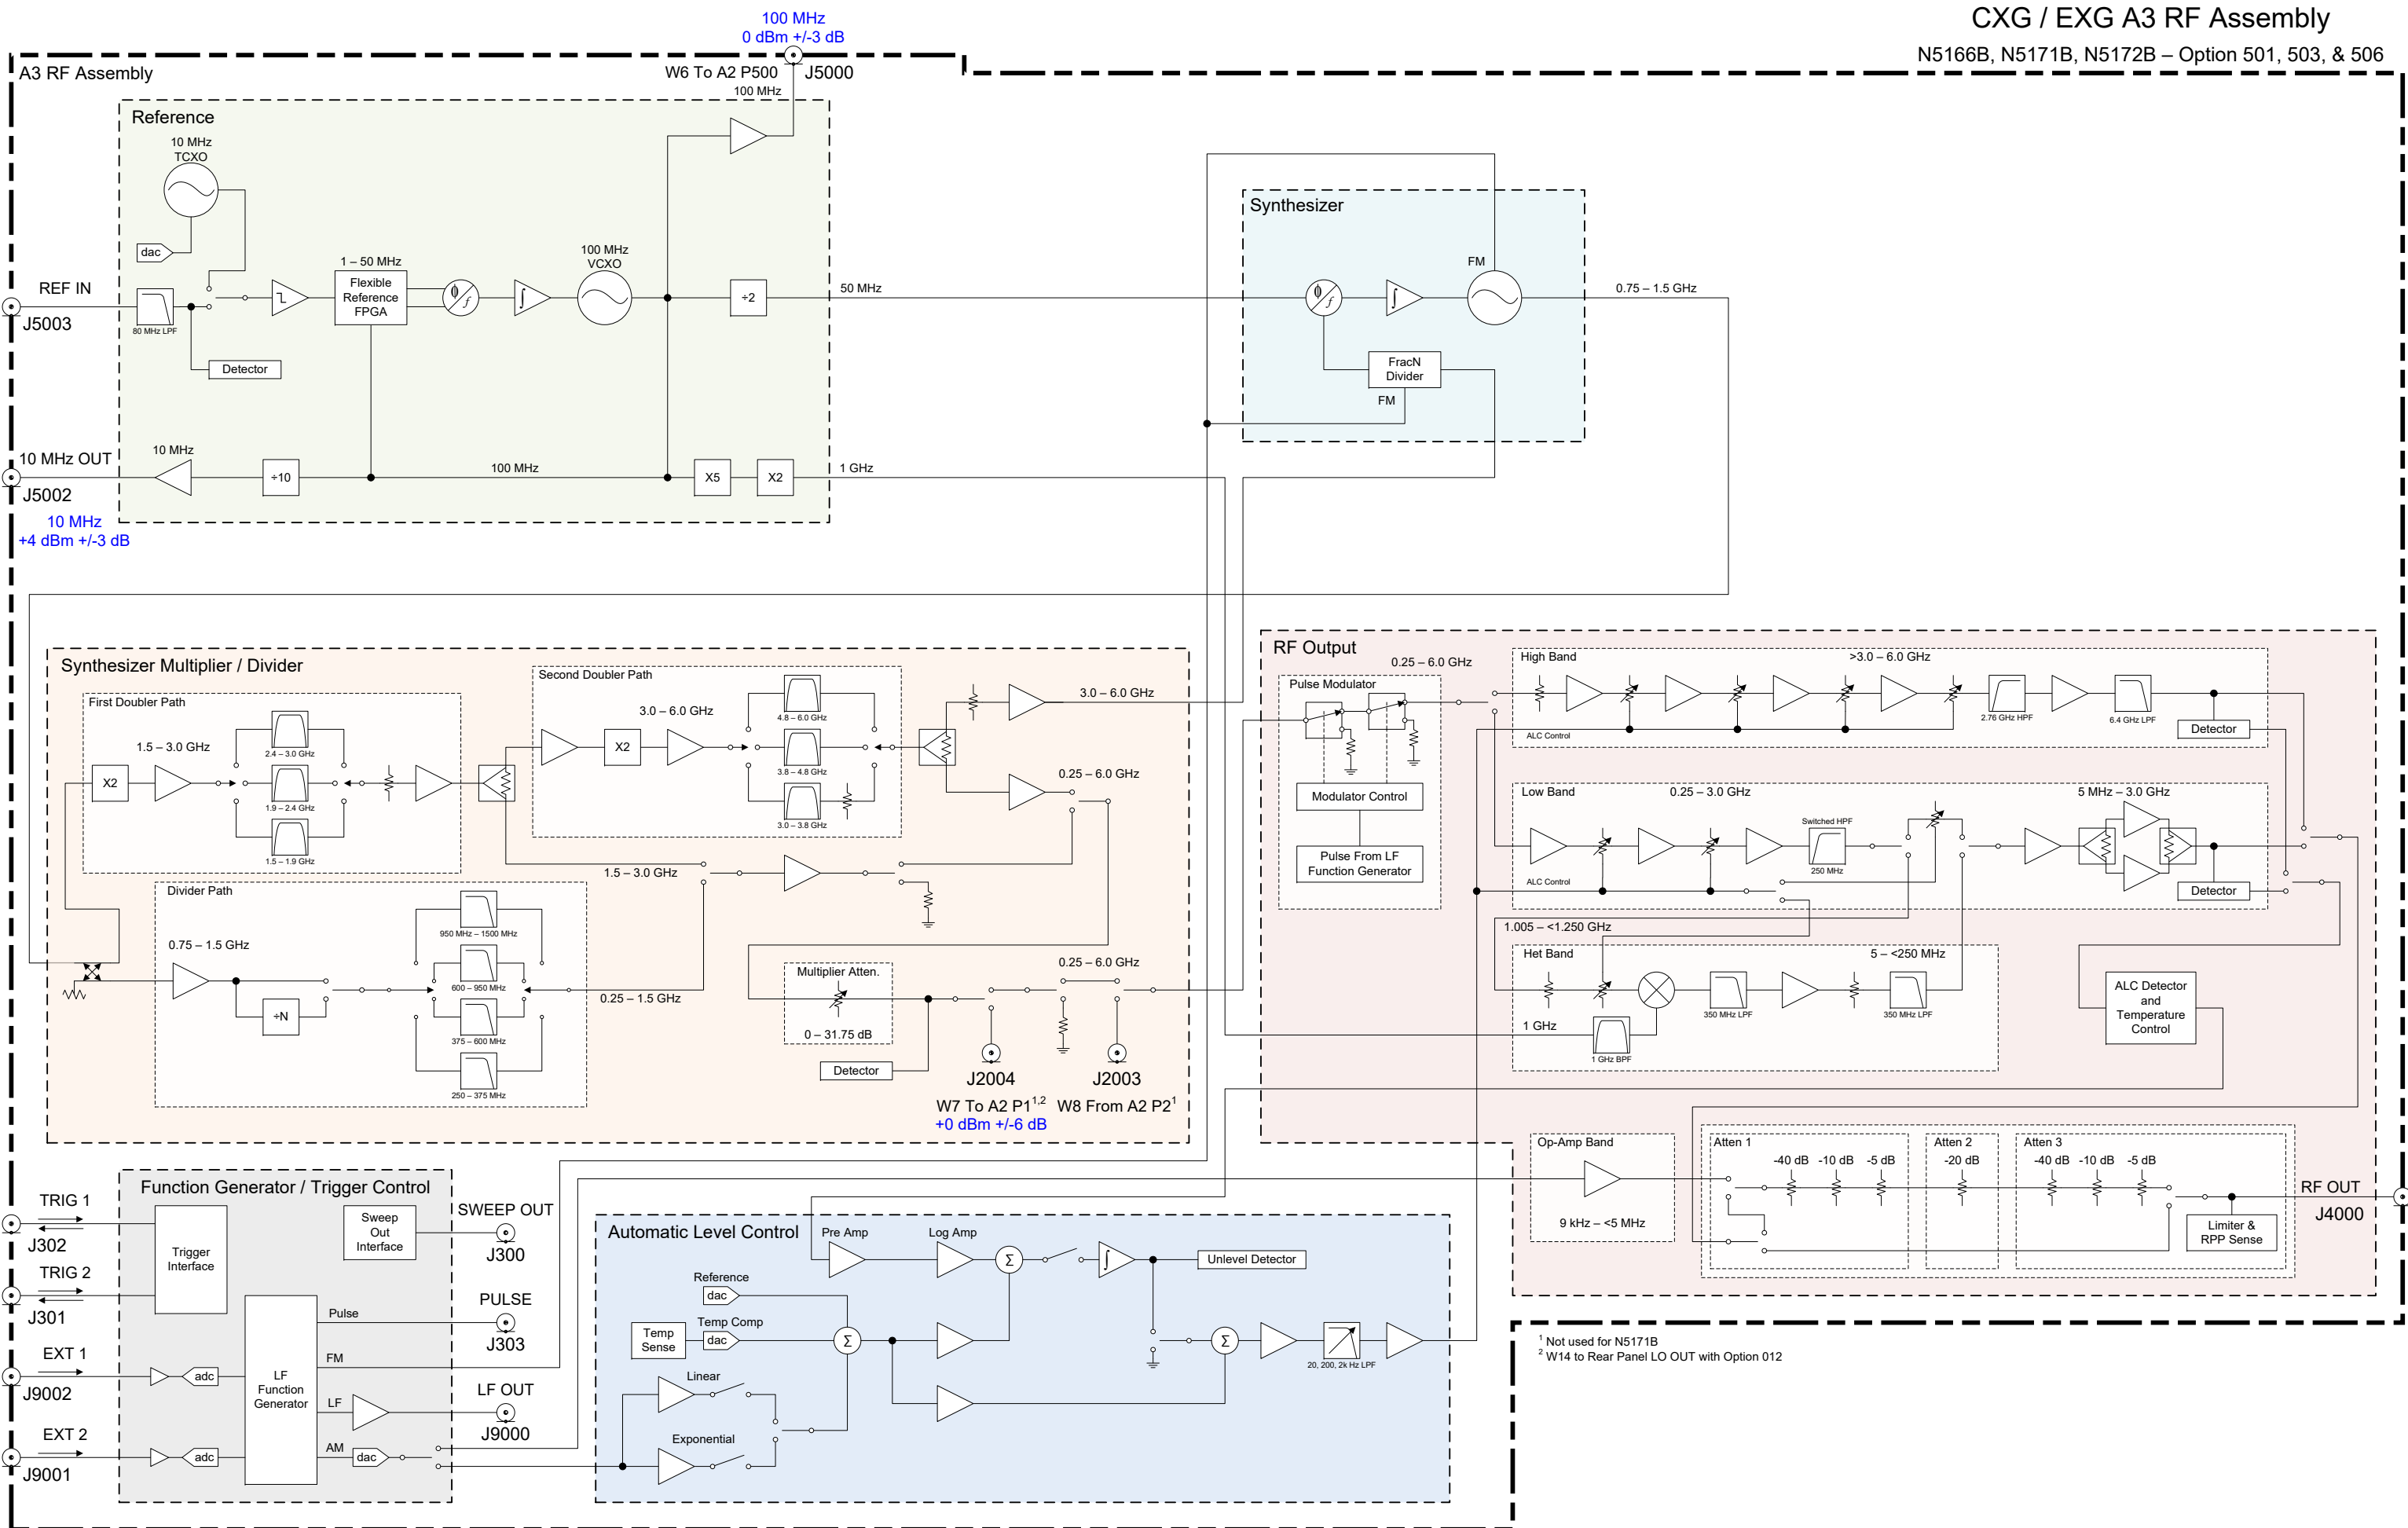 CXG / EXG A3 RF Assembly
N5166B, N5171B, N5172B – Option 501, 503, & 506
100 MHz
0 dBm +/-3 dB
A3 RF Assembly
W6 To A2 P500
J5000
100 MHz
Reference
10 MHz
TCXO
dac
REF IN
J5003
80 MHz LPF
Detector
1 – 50 MHz
Flexible
Reference
FPGA
ϕ
f
∫
100 MHz
VCXO
÷2
50 MHz
10 MHz OUT
J5002
10 MHz
+4 dBm +/-3 dB
10 MHz
÷10
100 MHz
X5
X2
1 GHz
Synthesizer
ϕ
f
∫
FM
0.75 – 1.5 GHz
FracN
Divider
FM
Synthesizer Multiplier / Divider
First Doubler Path
X2
1.5 – 3.0 GHz
2.4 – 3.0 GHz
1.9 – 2.4 GHz
1.5 – 1.9 GHz
Second Doubler Path
3.0 – 6.0 GHz
X2
4.8 – 6.0 GHz
3.8 – 4.8 GHz
3.0 – 3.8 GHz
3.0 – 6.0 GHz
0.25 – 6.0 GHz
1.5 – 3.0 GHz
Divider Path
0.75 – 1.5 GHz
÷N
950 MHz – 1500 MHz
600 – 950 MHz
375 – 600 MHz
250 – 375 MHz
0.25 – 1.5 GHz
Multiplier Atten.
0 – 31.75 dB
Detector
0.25 – 6.0 GHz
J2004
J2003
W7 To A2 P1¹,²
W8 From A2 P2¹
+0 dBm +/-6 dB
RF Output
0.25 – 6.0 GHz
Pulse Modulator
Modulator Control
Pulse From LF
Function Generator
High Band
>3.0 – 6.0 GHz
ALC Control
2.76 GHz HPF
6.4 GHz LPF
Detector
Low Band
0.25 – 3.0 GHz
5 MHz – 3.0 GHz
Switched HPF
250 MHz
ALC Control
Detector
1.005 – <1.250 GHz
Het Band
5 – <250 MHz
350 MHz LPF
350 MHz LPF
1 GHz
1 GHz BPF
ALC Detector
and
Temperature
Control
Op-Amp Band
9 kHz – <5 MHz
Atten 1
-40 dB
-10 dB
-5 dB
Atten 2
-20 dB
Atten 3
-40 dB
-10 dB
-5 dB
Limiter &
RPP Sense
RF OUT
J4000
Function Generator / Trigger Control
TRIG 1
J302
TRIG 2
J301
Trigger
Interface
Sweep
Out
Interface
SWEEP OUT
J300
PULSE
J303
EXT 1
J9002
EXT 2
J9001
adc
adc
LF
Function
Generator
Pulse
FM
LF
AM
dac
LF OUT
J9000
Automatic Level Control
Pre Amp
Log Amp
Σ
∫
Unlevel Detector
Reference
dac
Temp
Sense
Temp Comp
dac
Σ
Linear
Exponential
Σ
20, 200, 2k Hz LPF
¹ Not used for N5171B
² W14 to Rear Panel LO OUT with Option 012